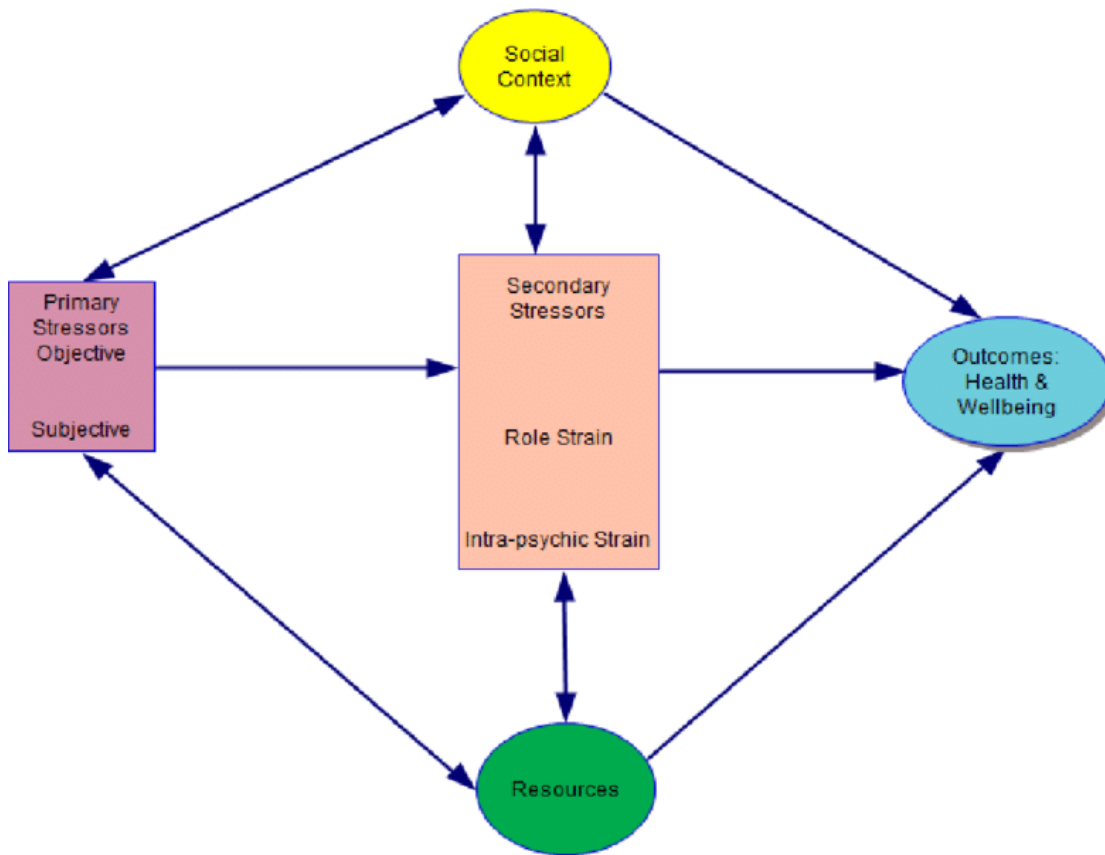 Social
Context
Primary
Stressors
Objective
Subjective
Secondary
Stressors
Role Strain
Intra-psychic Strain
Outcomes:
Health &
Wellbeing
Resources